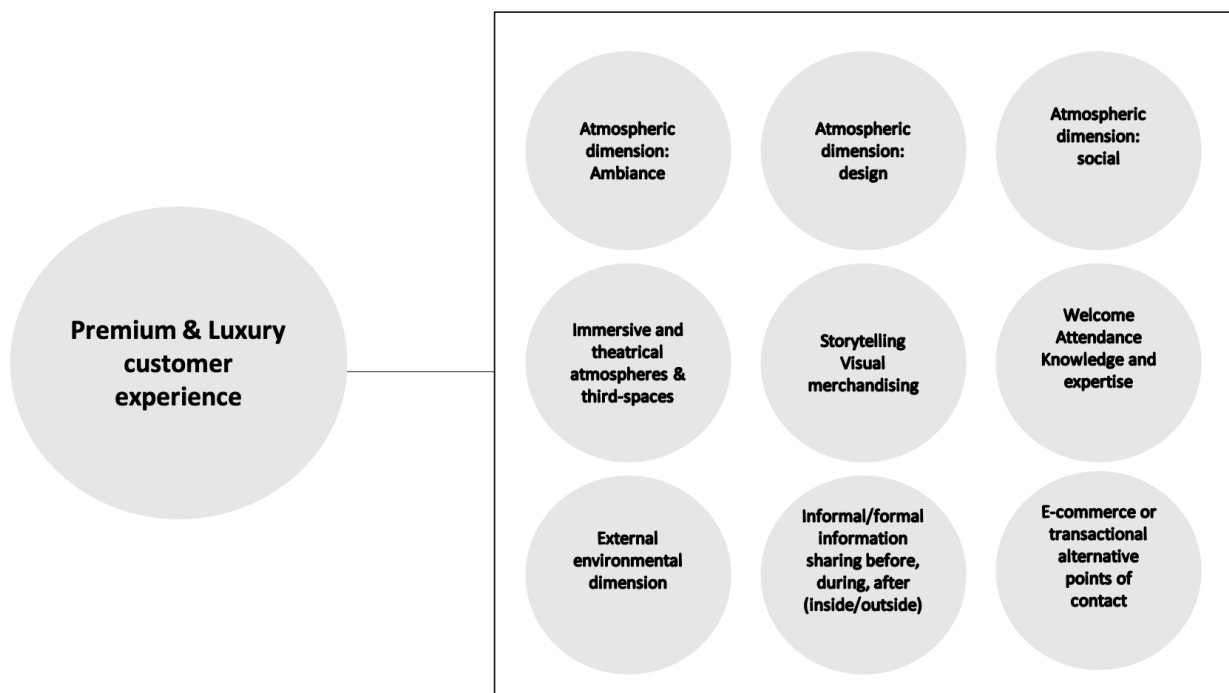 Premium & Luxury
customer
experience
Atmospheric
dimension:
Ambiance
Atmospheric
dimension:
design
Atmospheric
dimension:
social
Immersive and
theatrical
atmospheres &
third-spaces
Storytelling
Visual
merchandising
Welcome
Attendance
Knowledge and
expertise
External
environmental
dimension
Informal/formal
information
sharing before,
during, after
(inside/outside)
E-commerce or
transactional
alternative
points of
contact